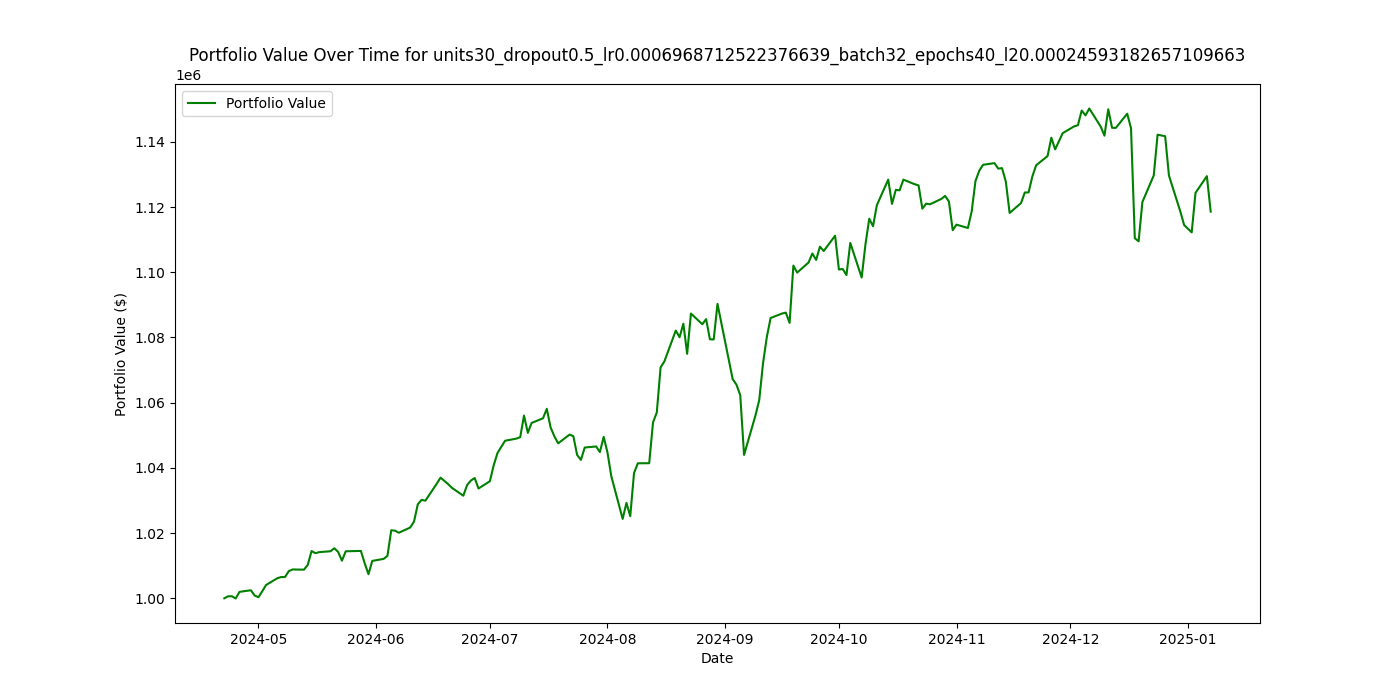 Portfolio Value Over Time for units30_dropout0.5_lr0.0006968712522376639_batch32_epochs40_l20.00024593182657109663
1e6
Portfolio Value
1.14
1.12
1.10
1.08
1.06
1.04
1.02
1.00
Portfolio Value ($)
2024-05 2024-06 2024-07 2024-08 2024-09 2024-10 2024-11 2024-12 2025-01
Date